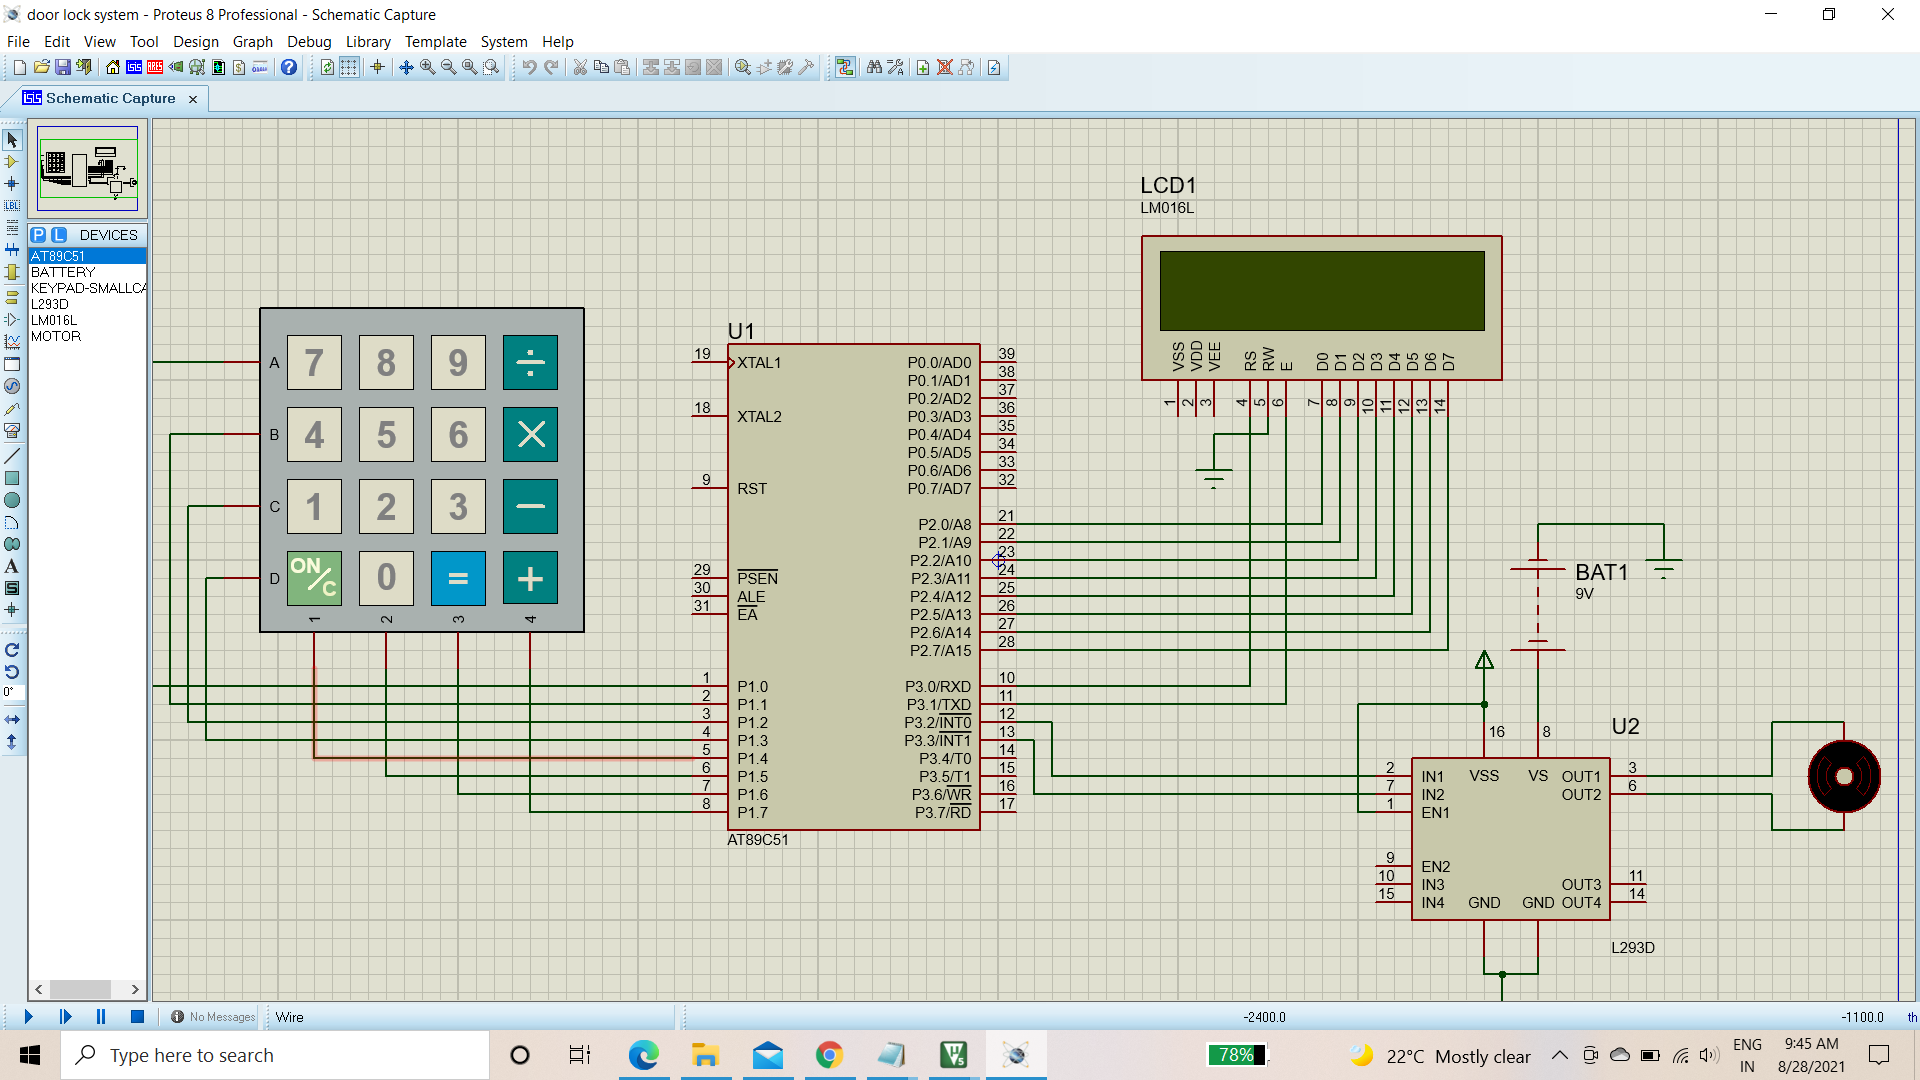 door lock system - Proteus 8 Professional - Schematic Capture
File Edit View Tool Design Graph Debug Library Template System Help
Schematic Capture
P L DEVICES
AT89C51
BATTERY
KEYPAD-SMALLCA
L293D
LM016L
MOTOR
LBL
A
0°
A 7 8 9 ÷
B 4 5 6 ×
C 1 2 3 −
D ON/C 0 = +
1 2 3 4
U1
19 XTAL1
18 XTAL2
9 RST
29 PSEN
30 ALE
31 EA
1 P1.0
2 P1.1
3 P1.2
4 P1.3
5 P1.4
6 P1.5
7 P1.6
8 P1.7
P0.0/AD0 39
P0.1/AD1 38
P0.2/AD2 37
P0.3/AD3 36
P0.4/AD4 35
P0.5/AD5 34
P0.6/AD6 33
P0.7/AD7 32
P2.0/A8 21
P2.1/A9 22
P2.2/A10 23
P2.3/A11 24
P2.4/A12 25
P2.5/A13 26
P2.6/A14 27
P2.7/A15 28
P3.0/RXD 10
P3.1/TXD 11
P3.2/INT0 12
P3.3/INT1 13
P3.4/T0 14
P3.5/T1 15
P3.6/WR 16
P3.7/RD 17
AT89C51
LCD1
LM016L
VSS VDD VEE RS RW E D0 D1 D2 D3 D4 D5 D6 D7
1 2 3 4 5 6 7 8 9 10 11 12 13 14
BAT1
9V
U2
16 8
VSS VS
2 IN1
7 IN2
1 EN1
9 EN2
10 IN3
15 IN4
OUT1 3
OUT2 6
OUT3 11
OUT4 14
GND GND
L293D
No Messages Wire -2400.0 -1100.0 th
Type here to search
78%
22°C Mostly clear
ENG
IN
9:45 AM
8/28/2021